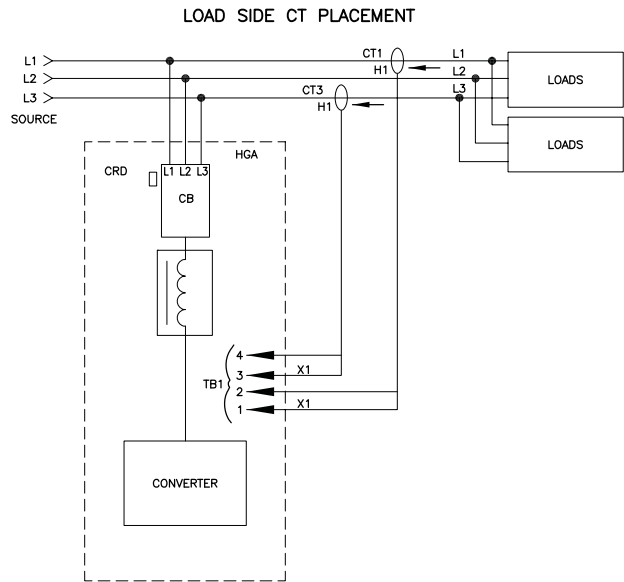 LOAD SIDE CT PLACEMENT
L1
CT1
L1
H1
L2
L2
LOADS
L3
CT3
L3
H1
SOURCE
LOADS
HGA
CRD
L1 L2 L3
CB
4
3
X1
TB1
2
1
X1
CONVERTER